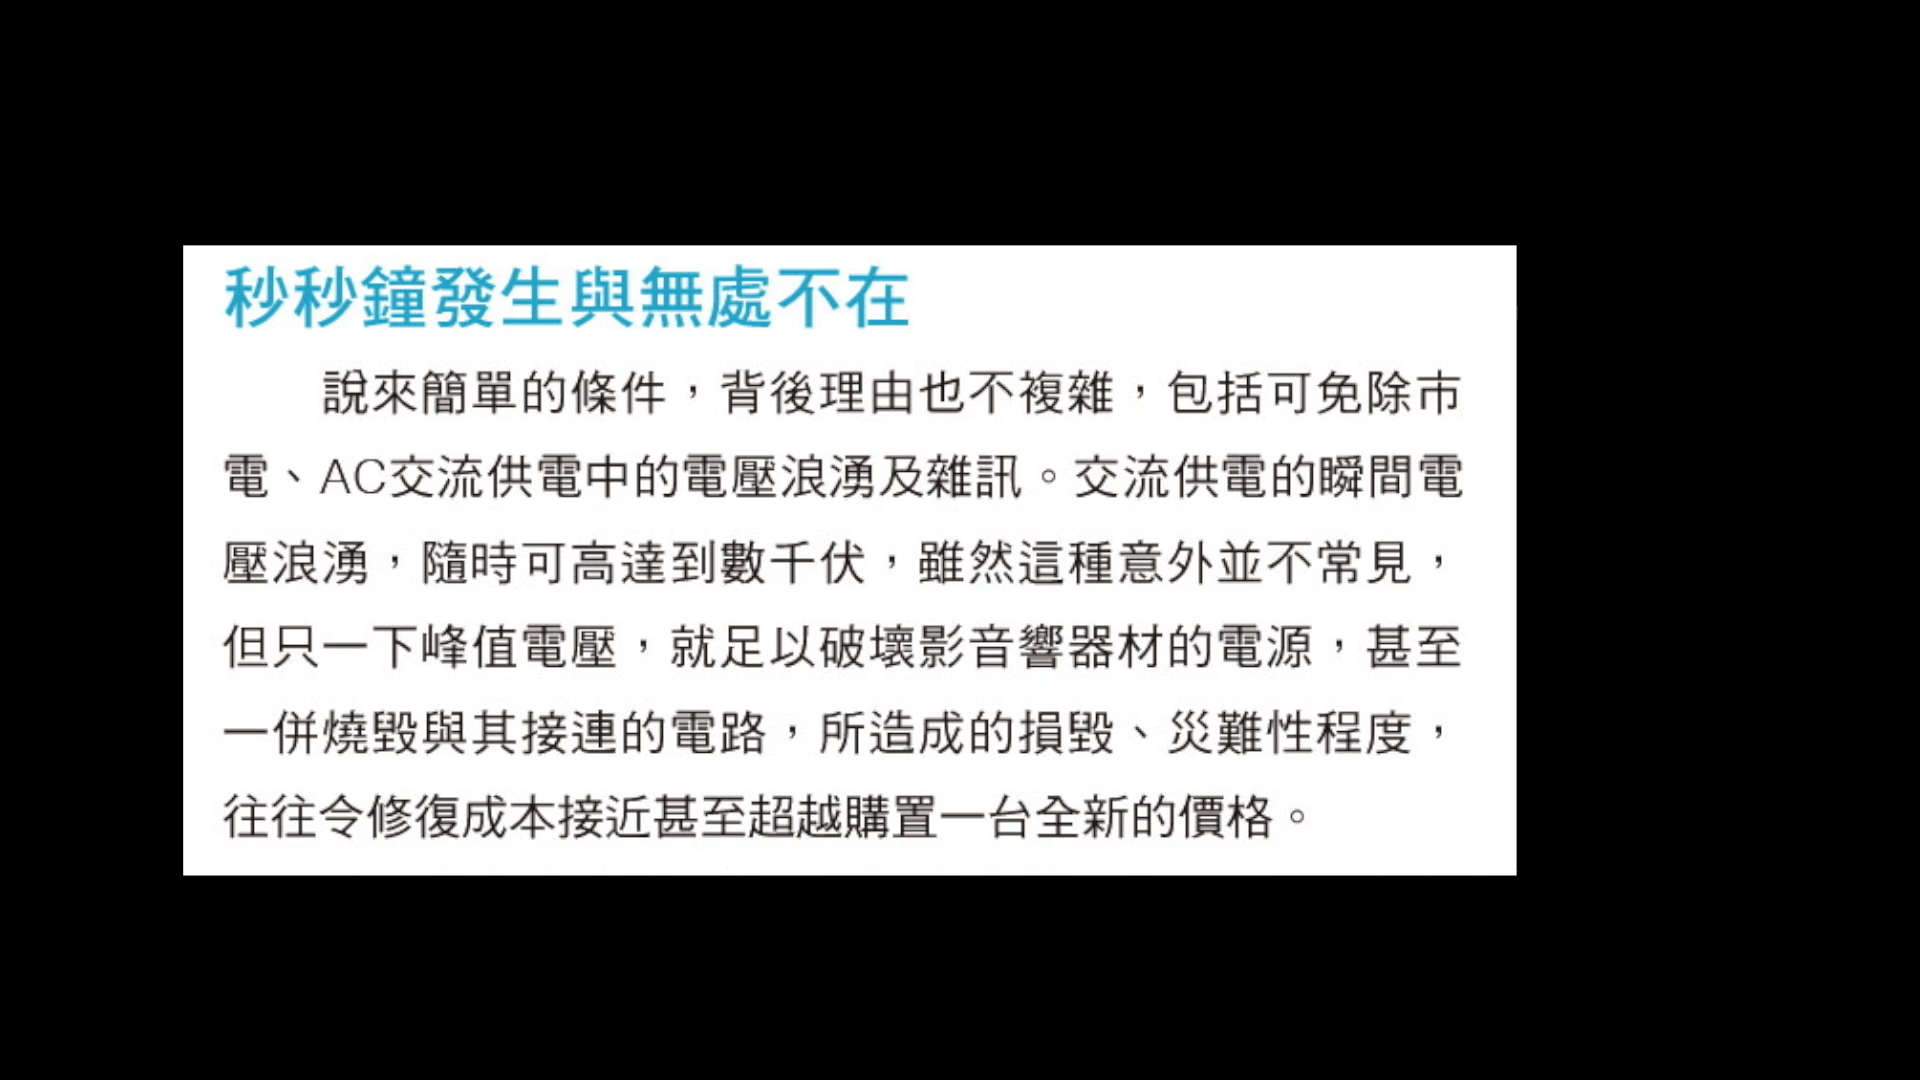 秒秒鐘發生與無處不在
說來簡單的條件，背後理由也不複雜，包括可免除市
電、AC交流供電中的電壓浪湧及雜訊。交流供電的瞬間電
壓浪湧，隨時可高達到數千伏，雖然這種意外並不常見，
但只一下峰值電壓，就足以破壞影音響器材的電源，甚至
一併燒毀與其接連的電路，所造成的損毀、災難性程度，
往往令修復成本接近甚至超越購置一台全新的價格。